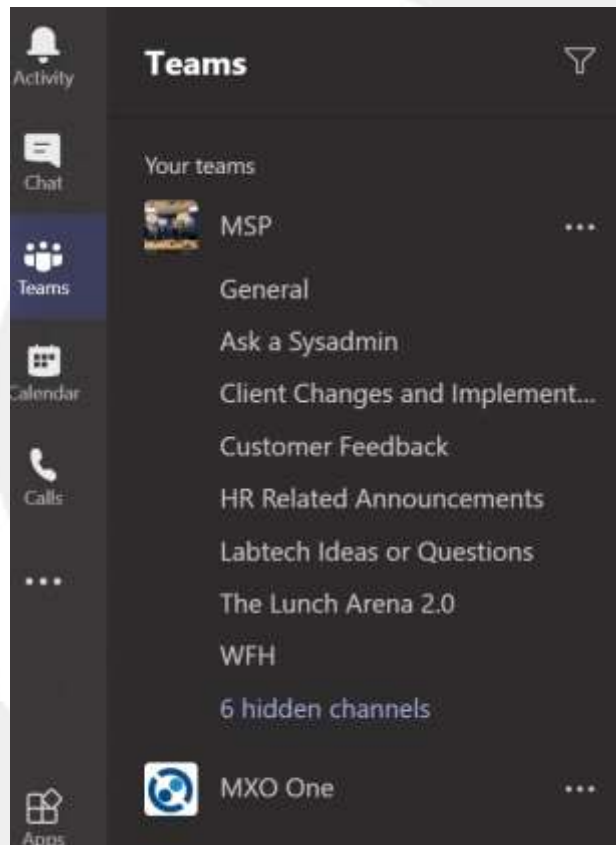 Activity
Chat
Teams
Calendar
Calls
Apps
Teams
Your teams
MSP
General
Ask a Sysadmin
Client Changes and Implement...
Customer Feedback
HR Related Announcements
Labtech Ideas or Questions
The Lunch Arena 2.0
WFH
6 hidden channels
MXO One